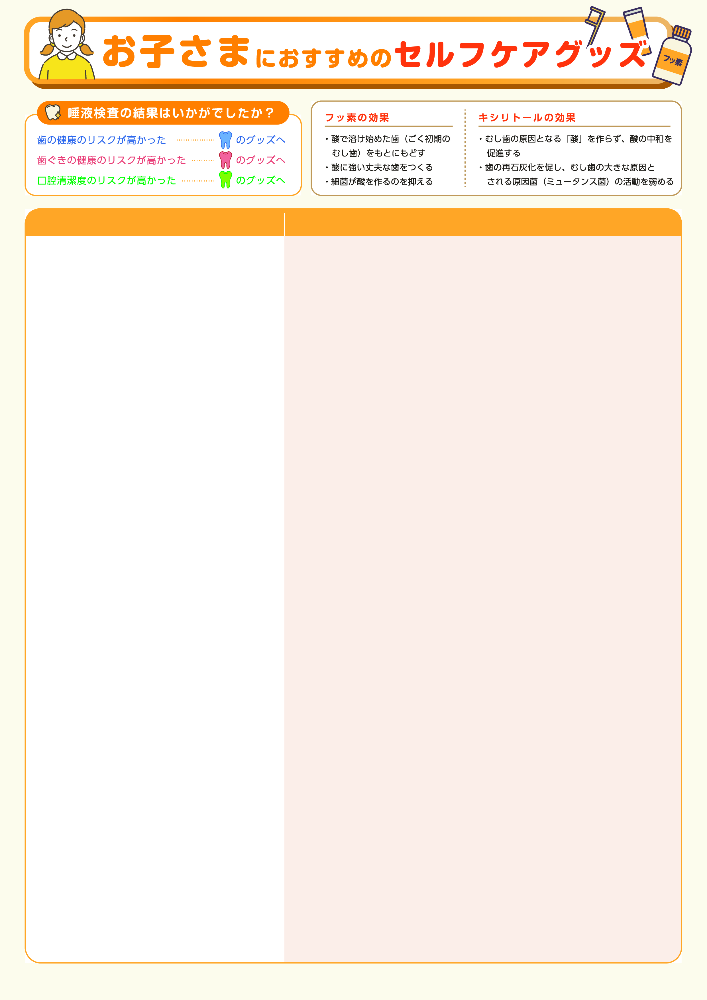 お子さまにおすすめのセルフケアグッズ
フッ素
唾液検査の結果はいかがでしたか？
歯の健康のリスクが高かった のグッズへ
歯ぐきの健康のリスクが高かった のグッズへ
口腔清潔度のリスクが高かった のグッズへ
フッ素の効果
・酸で溶け始めた歯（ごく初期の
むし歯）をもとにもどす
・酸に強い丈夫な歯をつくる
・細菌が酸を作るのを抑える
キシリトールの効果
・むし歯の原因となる「酸」を作らず、酸の中和を
促進する
・歯の再石灰化を促し、むし歯の大きな原因と
される原因菌（ミュータンス菌）の活動を弱める